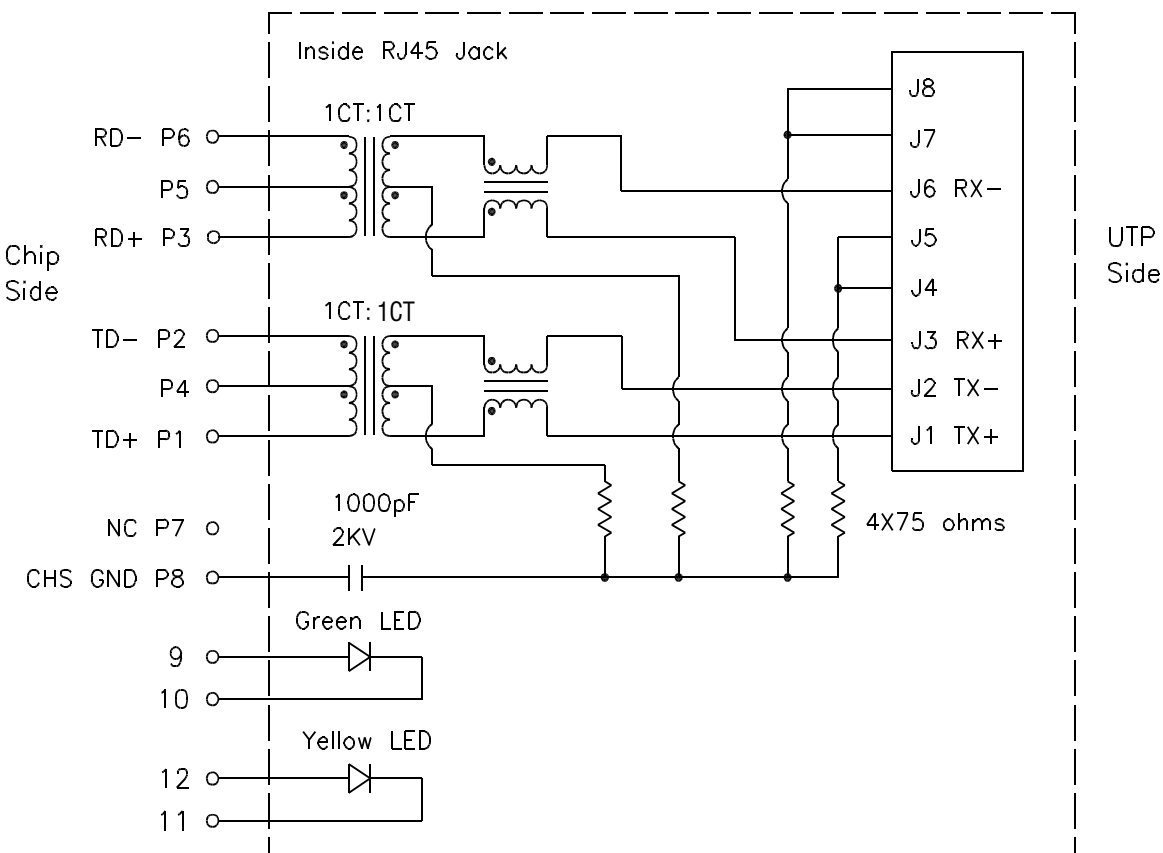 Inside RJ45 Jack
1CT:1CT
RD- P6
P5
RD+ P3
Chip
Side
1CT:1CT
TD- P2
P4
TD+ P1
1000pF
2KV
NC P7
CHS GND P8
Green LED
9
10
Yellow LED
12
11
J8
J7
J6 RX-
J5
J4
J3 RX+
J2 TX-
J1 TX+
UTP
Side
4X75 ohms